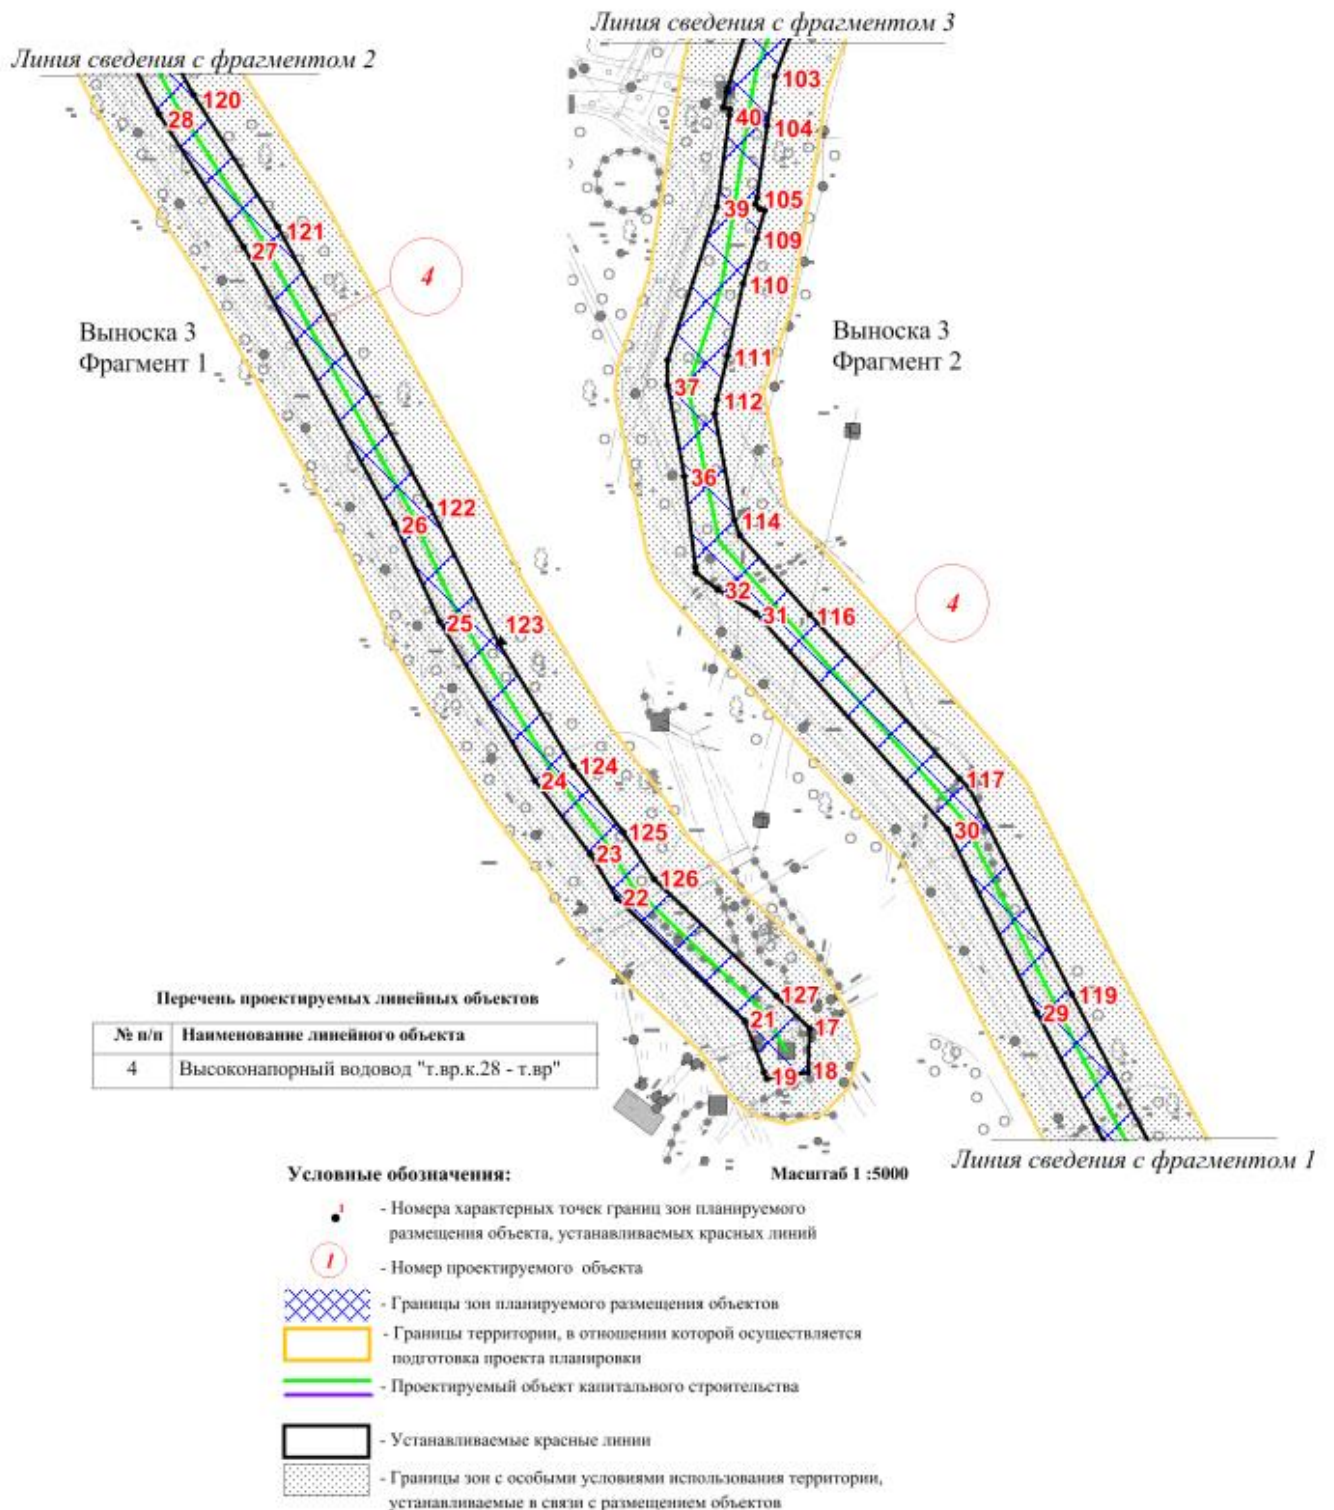 Линия сведения с фрагментом 3
Линия сведения с фрагментом 2
120
28
121
27
4
Выноска 3
Фрагмент 1
122
26
25
123
124
24
125
23
126
22
127
21
17
18
19
103
40
104
105
39
109
110
111
Выноска 3
Фрагмент 2
37
112
36
114
32
31
116
4
117
30
119
29
Линия сведения с фрагментом 1
Перечень проектируемых линейных объектов
№ п/п Наименование линейного объекта
4 Высоконапорный водовод "т.вр.к.28 - т.вр"
Условные обозначения:
Масштаб 1 :5000
1 - Номера характерных точек границ зон планируемого
размещения объекта, устанавливаемых красных линий
1 - Номер проектируемого объекта
- Границы зон планируемого размещения объектов
- Границы территории, в отношении которой осуществляется
подготовка проекта планировки
- Проектируемый объект капитального строительства
- Устанавливаемые красные линии
- Границы зон с особыми условиями использования территории,
устанавливаемые в связи с размещением объектов